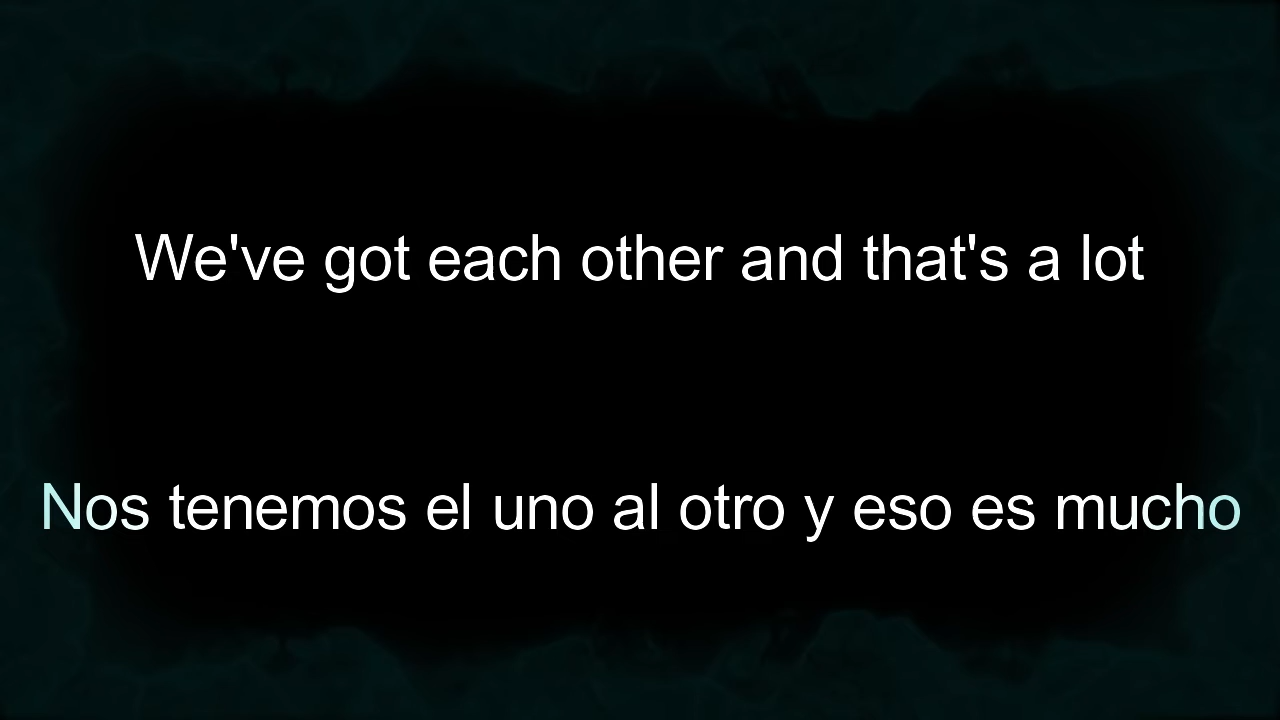 We've got each other and that's a lot
Nos tenemos el uno al otro y eso es mucho